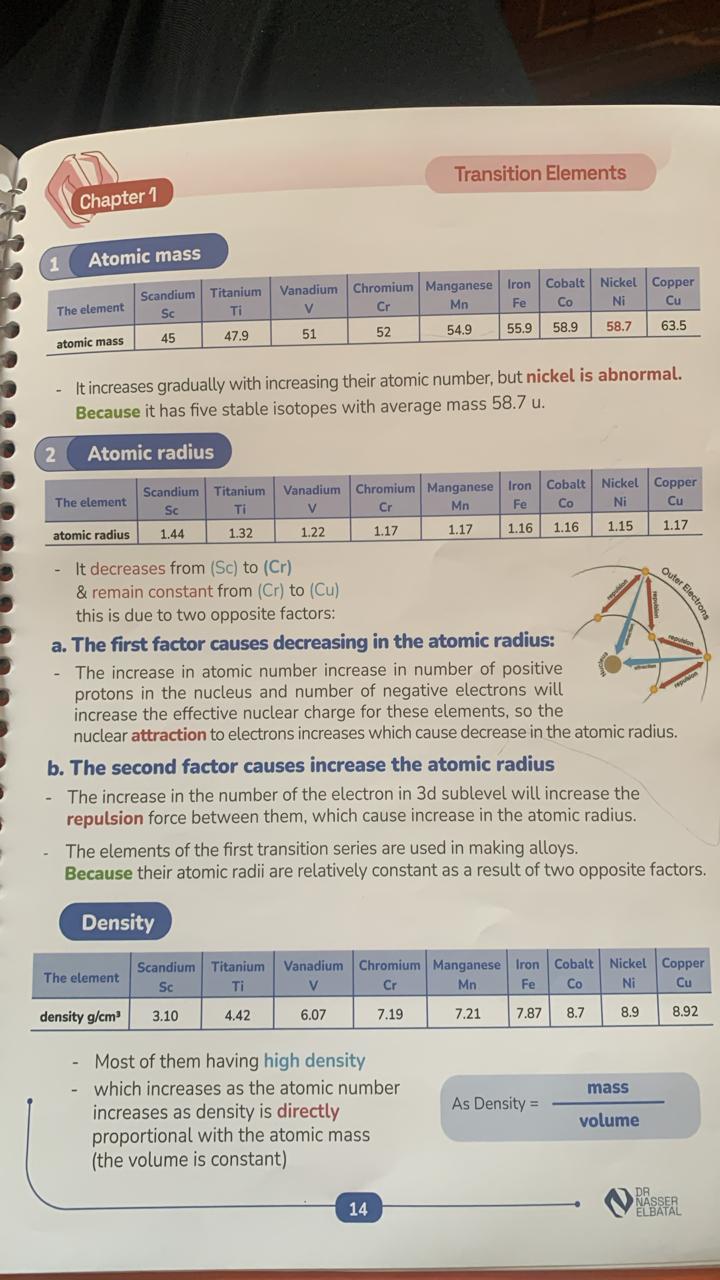 Chapter 1
Transition Elements
1 Atomic mass
The element Scandium Sc Titanium Ti Vanadium V Chromium Cr Manganese Mn Iron Fe Cobalt Co Nickel Ni Copper Cu
atomic mass 45 47.9 51 52 54.9 55.9 58.9 58.7 63.5
- It increases gradually with increasing their atomic number, but nickel is abnormal.
Because it has five stable isotopes with average mass 58.7 u.
2 Atomic radius
The element Scandium Sc Titanium Ti Vanadium V Chromium Cr Manganese Mn Iron Fe Cobalt Co Nickel Ni Copper Cu
atomic radius 1.44 1.32 1.22 1.17 1.17 1.16 1.16 1.15 1.17
- It decreases from (Sc) to (Cr)
& remain constant from (Cr) to (Cu)
this is due to two opposite factors:
Outer Electrons
repulsion
repulsion
repulsion
attraction
repulsion
a. The first factor causes decreasing in the atomic radius:
- The increase in atomic number increase in number of positive
protons in the nucleus and number of negative electrons will
increase the effective nuclear charge for these elements, so the
nuclear attraction to electrons increases which cause decrease in the atomic radius.
b. The second factor causes increase the atomic radius
- The increase in the number of the electron in 3d sublevel will increase the
repulsion force between them, which cause increase in the atomic radius.
- The elements of the first transition series are used in making alloys.
Because their atomic radii are relatively constant as a result of two opposite factors.
Density
The element Scandium Sc Titanium Ti Vanadium V Chromium Cr Manganese Mn Iron Fe Cobalt Co Nickel Ni Copper Cu
density g/cm³ 3.10 4.42 6.07 7.19 7.21 7.87 8.7 8.9 8.92
- Most of them having high density
- which increases as the atomic number
increases as density is directly
proportional with the atomic mass
(the volume is constant)
As Density = mass
volume
14
DR
NASSER
ELBATAL